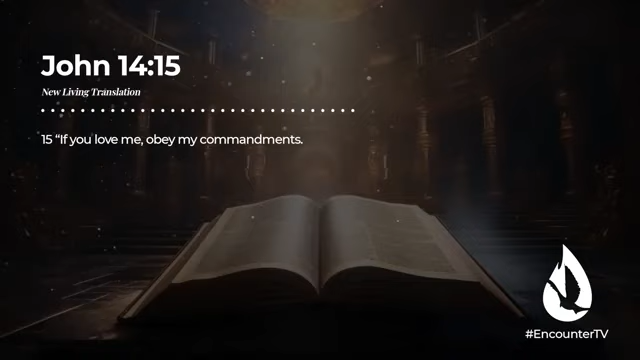 John 14:15
New Living Translation
15 “If you love me, obey my commandments.
#EncounterTV